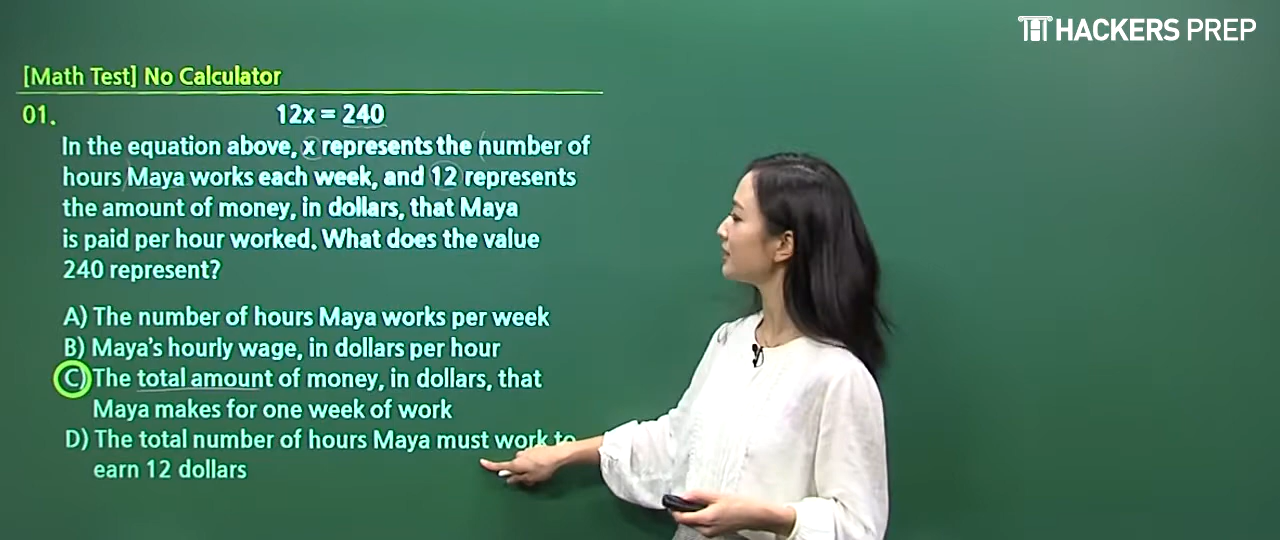 HACKERS PREP
[Math Test] No Calculator
01. 12x = 240
In the equation above, x represents the number of
hours Maya works each week, and 12 represents
the amount of money, in dollars, that Maya
is paid per hour worked. What does the value
240 represent?
A) The number of hours Maya works per week
B) Maya's hourly wage, in dollars per hour
C) The total amount of money, in dollars, that
Maya makes for one week of work
D) The total number of hours Maya must work to
earn 12 dollars